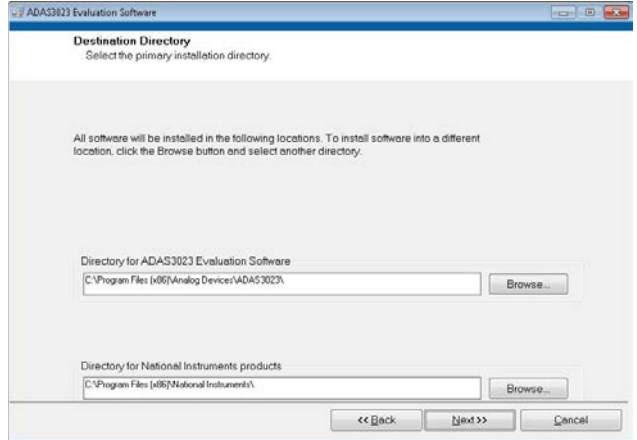 ADAS3023 Evaluation Software
Destination Directory
Select the primary installation directory.
All software will be installed in the following locations. To install software into a different
location, click the Browse button and select another directory.
Directory for ADAS3023 Evaluation Software
C:\Program Files (x86)\Analog Devices\ADAS3023\
Browse...
Directory for National Instruments products
C:\Program Files (x86)\National Instruments\
Browse...
<< Back Next >> Cancel